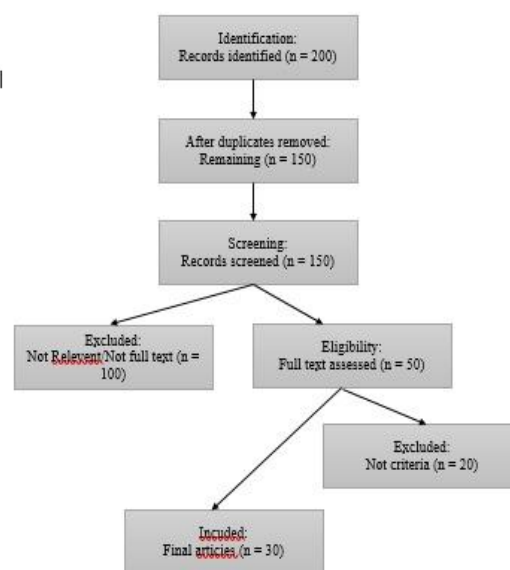 Identification:
Records identified (n = 200)
After duplicates removed:
Remaining (n = 150)
Screening:
Records screened (n = 150)
Excluded:
Not Relevent/Not full text (n =
100)
Eligibility:
Full text assessed (n = 50)
Excluded:
Not criteria (n = 20)
Incuded:
Final articies (n = 30)